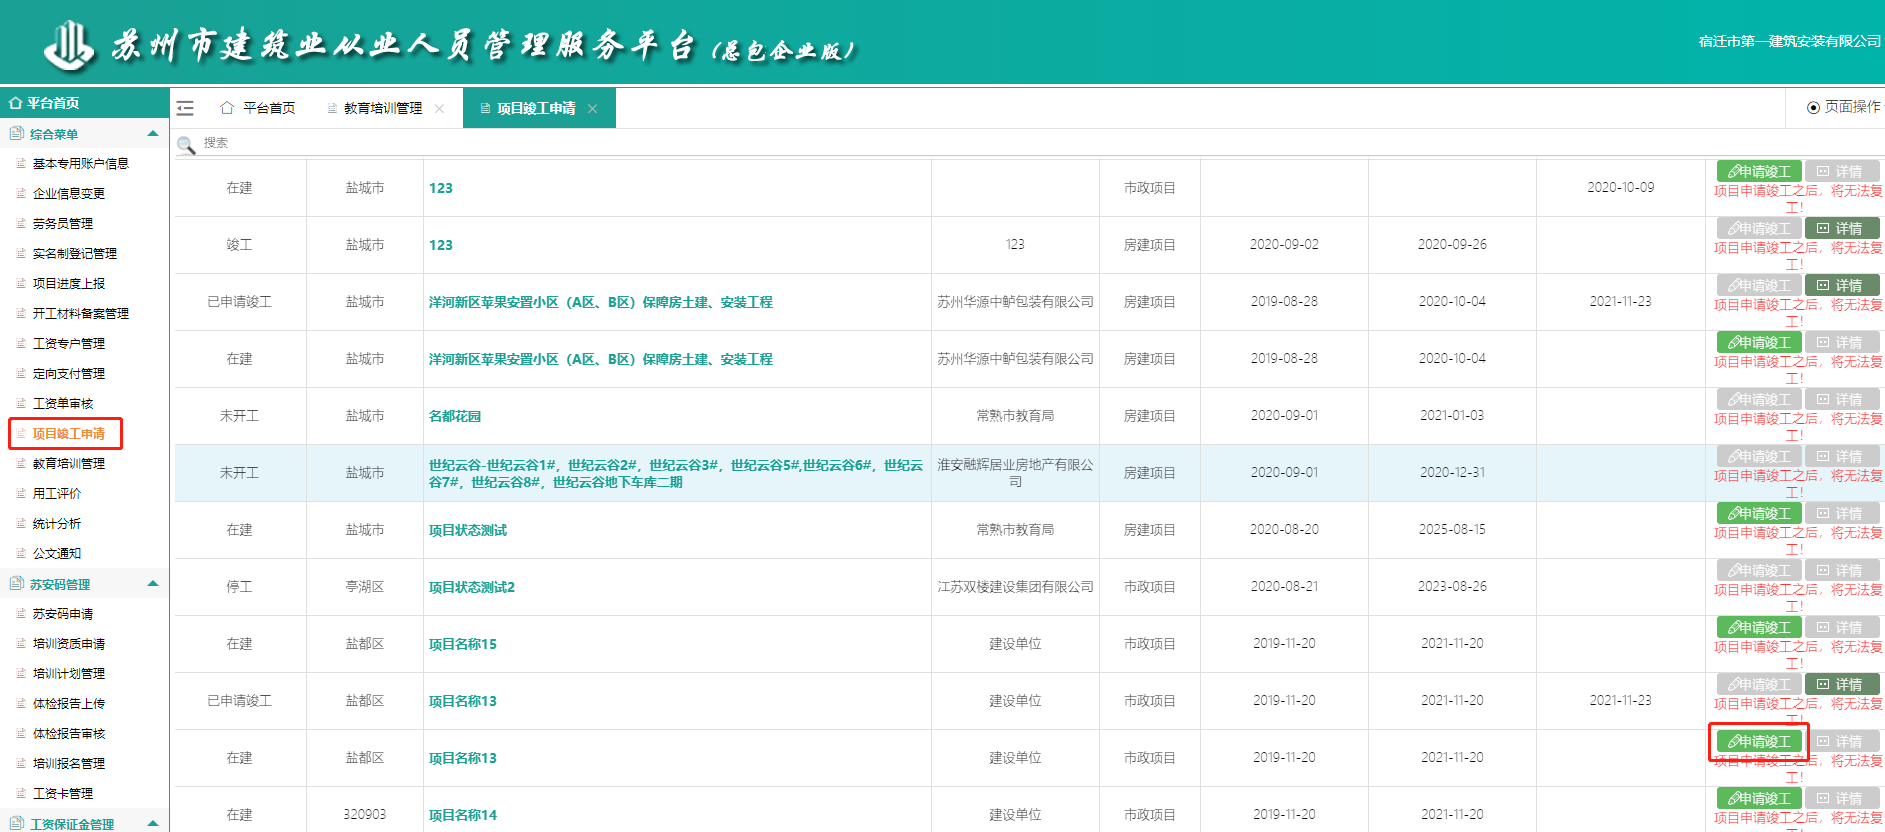 苏州市建筑业从业人员管理服务平台(总包企业版)
宿迁市第一建筑安装有限公司
平台首页
综合菜单
基本专用账户信息
企业信息变更
劳务员管理
实名制登记管理
项目进度上报
开工材料备案管理
工资专户管理
定向支付管理
工资单审核
项目竣工申请
教育培训管理
用工评价
统计分析
公文通知
苏安码管理
苏安码申请
培训资质申请
培训计划管理
体检报告上传
体检报告审核
培训报名管理
工资卡管理
工资保证金管理
平台首页 教育培训管理 × 项目竣工申请 × 页面操作
搜索
在建 盐城市 123 市政项目 2020-10-09 申请竣工 详情
项目申请竣工之后，将无法复
工!
竣工 盐城市 123 123 房建项目 2020-09-02 2020-09-26 申请竣工 详情
项目申请竣工之后，将无法复
工!
已申请竣工 盐城市 洋河新区苹果安置小区（A区、B区）保障房土建、安装工程 苏州华源中鲈包装有限公司 房建项目 2019-08-28 2020-10-04 2021-11-23 申请竣工 详情
项目申请竣工之后，将无法复
工!
在建 盐城市 洋河新区苹果安置小区（A区、B区）保障房土建、安装工程 苏州华源中鲈包装有限公司 房建项目 2019-08-28 2020-10-04 申请竣工 详情
项目申请竣工之后，将无法复
工!
未开工 盐城市 名都花园 常熟市教育局 房建项目 2020-09-01 2021-01-03 申请竣工 详情
项目申请竣工之后，将无法复
工!
未开工 盐城市 世纪云谷-世纪云谷1#，世纪云谷2#，世纪云谷3#，世纪云谷5#,世纪云谷6#，世纪云
谷7#，世纪云谷8#，世纪云谷地下车库二期 淮安融辉居业房地产有限公
司 房建项目 2020-09-01 2020-12-31 申请竣工 详情
项目申请竣工之后，将无法复
工!
在建 盐城市 项目状态测试 常熟市教育局 房建项目 2020-08-20 2025-08-15 申请竣工 详情
项目申请竣工之后，将无法复
工!
停工 亭湖区 项目状态测试2 江苏双楼建设集团有限公司 市政项目 2020-08-21 2023-08-26 申请竣工 详情
项目申请竣工之后，将无法复
工!
在建 盐都区 项目名称15 建设单位 市政项目 2019-11-20 2021-11-20 申请竣工 详情
项目申请竣工之后，将无法复
工!
已申请竣工 盐都区 项目名称13 建设单位 市政项目 2019-11-20 2021-11-20 2021-11-23 申请竣工 详情
项目申请竣工之后，将无法复
工!
在建 盐都区 项目名称13 建设单位 市政项目 2019-11-20 2021-11-20 申请竣工 详情
项目申请竣工之后，将无法复
工!
在建 320903 项目名称14 建设单位 市政项目 2019-11-20 2021-11-20 申请竣工 详情
项目申请竣工之后，将无法复